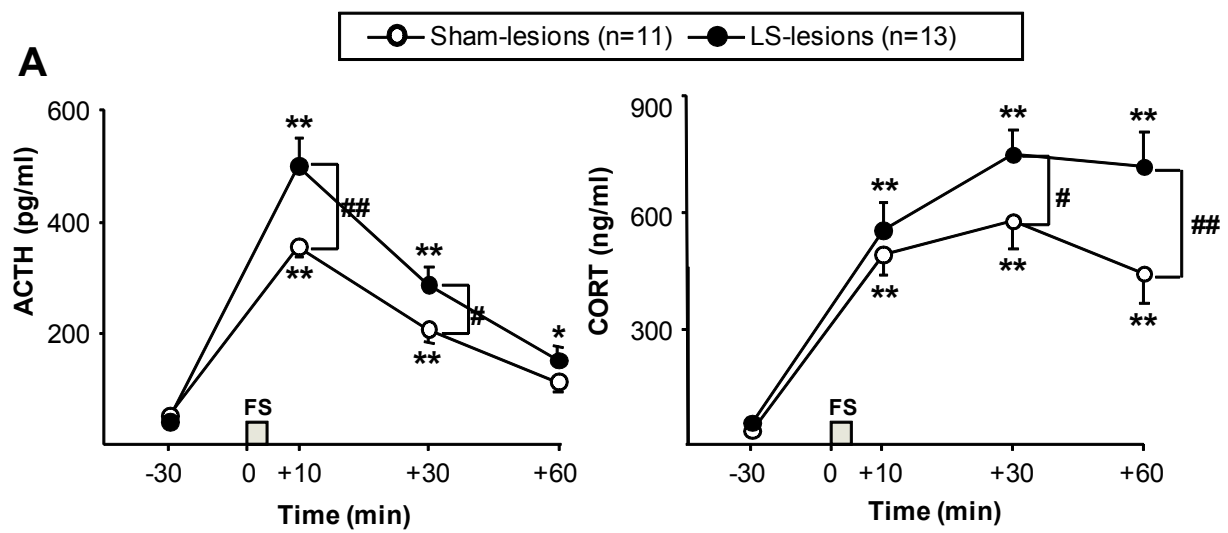 Sham-lesions (n=11) LS-lesions (n=13)
A
ACTH (pg/ml)
600
400
200
**
##
**
**
#
**
*
FS
-30 0 +10 +30 +60
Time (min)
CORT (ng/ml)
900
600
300
**
**
**
#
##
**
**
**
FS
-30 0 +10 +30 +60
Time (min)